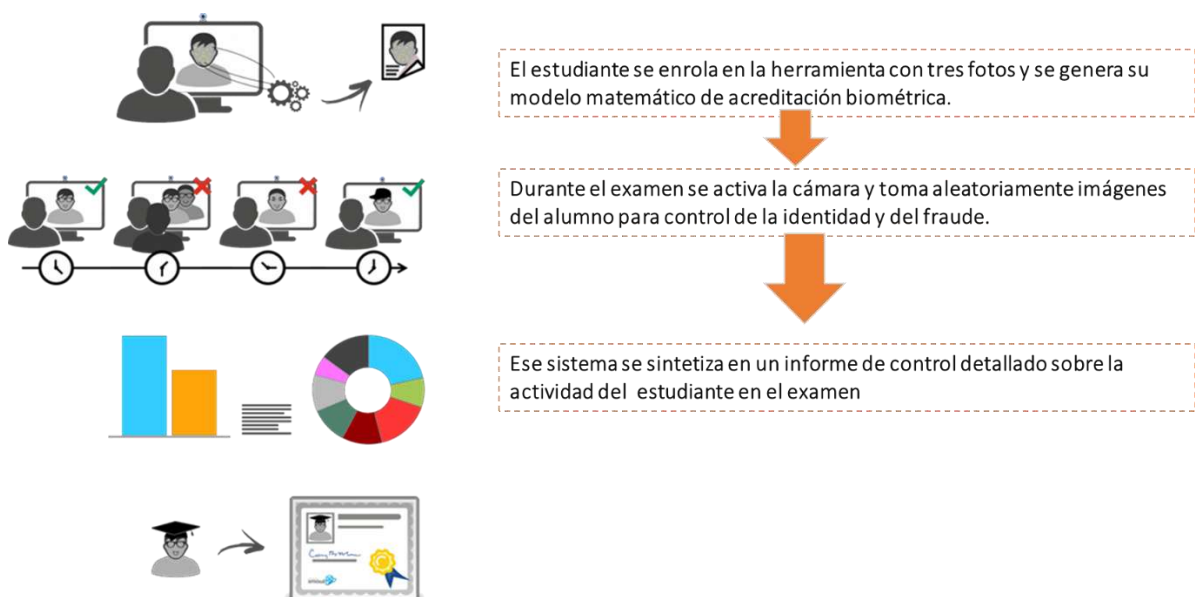 El estudiante se enrola en la herramienta con tres fotos y se genera su
modelo matemático de acreditación biométrica.
Durante el examen se activa la cámara y toma aleatoriamente imágenes
del alumno para control de la identidad y del fraude.
Ese sistema se sintetiza en un informe de control detallado sobre la
actividad del  estudiante en el examen